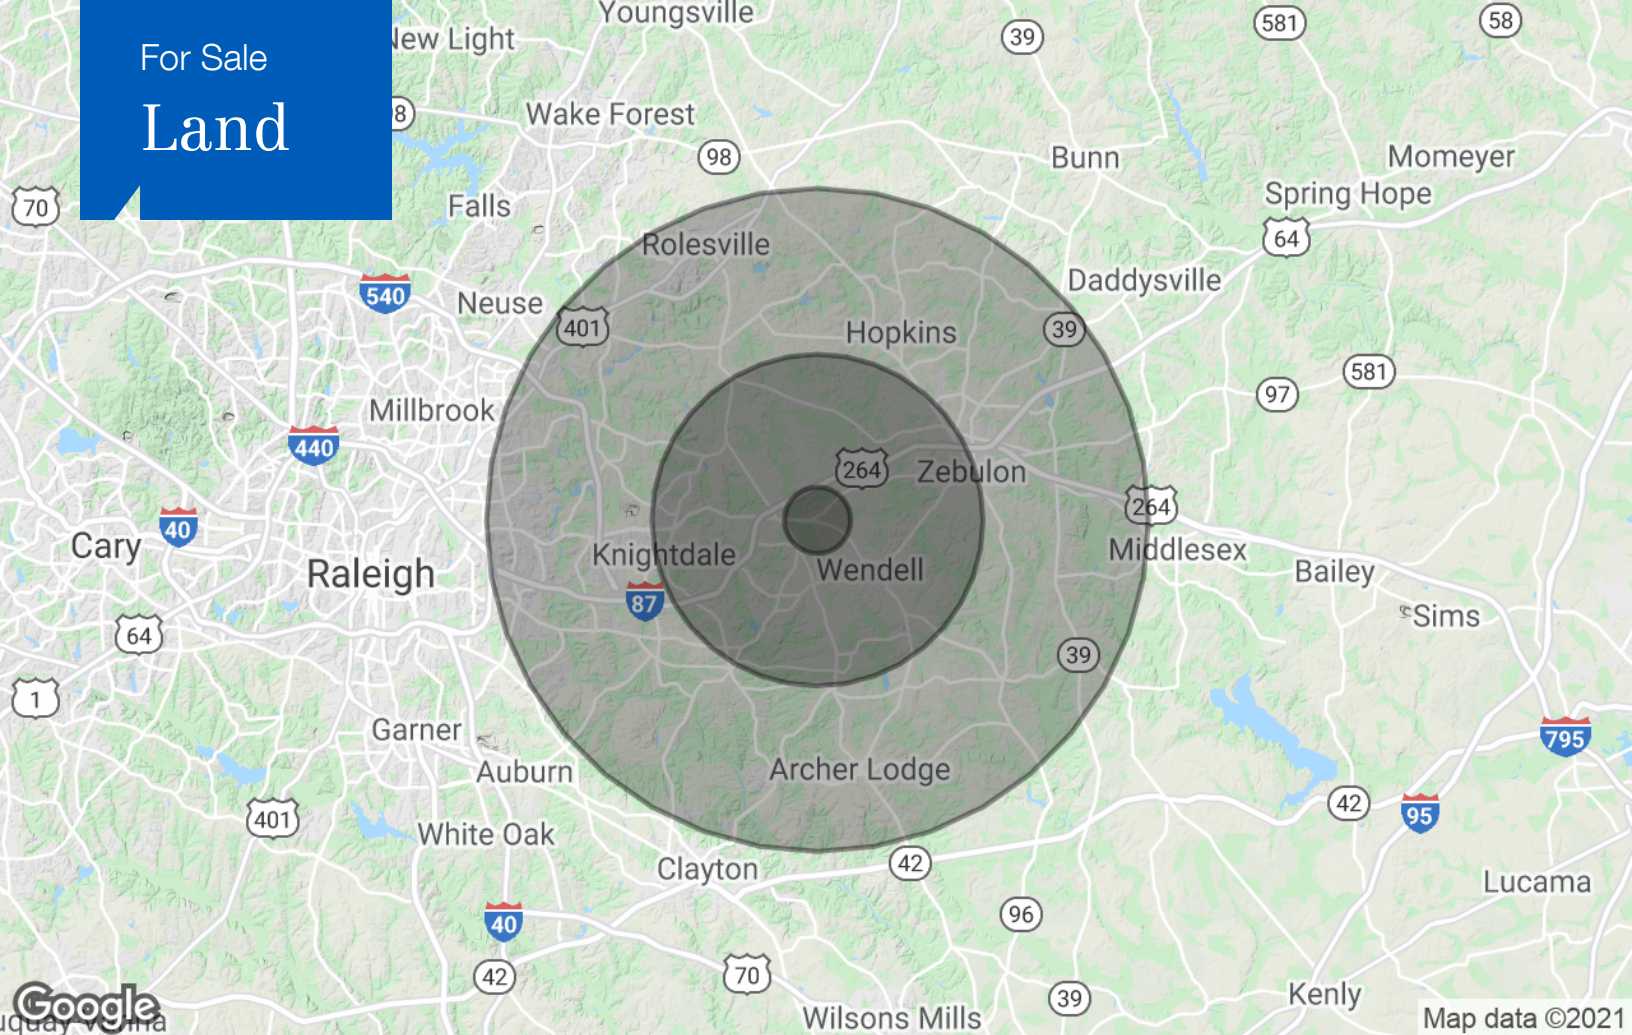 For Sale
Land
Youngsville
New Light
39
581
58
Wake Forest
98
98
Bunn
Momeyer
Spring Hope
70
Falls
64
Rolesville
Daddysville
540
Neuse
401
Hopkins
39
581
97
Millbrook
440
264
Zebulon
264
40
Cary
Raleigh
Knightdale
Wendell
Middlesex
Bailey
87
Sims
64
39
1
Garner
795
Auburn
Archer Lodge
42
95
401
White Oak
Clayton
42
Lucama
96
40
42
70
39
Kenly
Google
Wilsons Mills
Map data ©2021